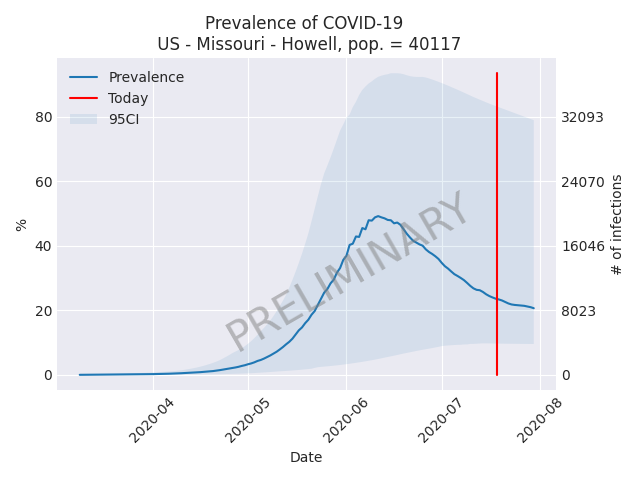 Prevalence of COVID-19
US - Missouri - Howell, pop. = 40117
Prevalence
Today
95CI
80
60
40
20
0
%
32093
24070
16046
8023
0
# of infections
PRELIMINARY
2020-04
2020-05
2020-06
2020-07
2020-08
Date